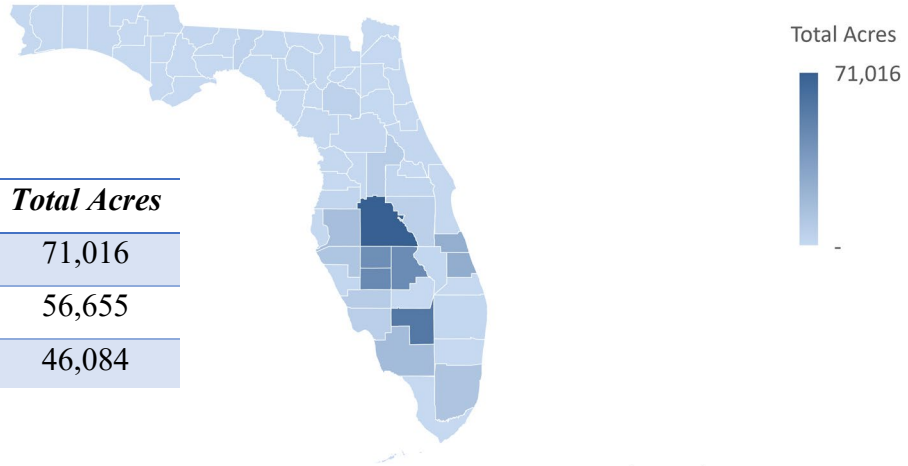 Total Acres
71,016
-
Total Acres
71,016
56,655
46,084